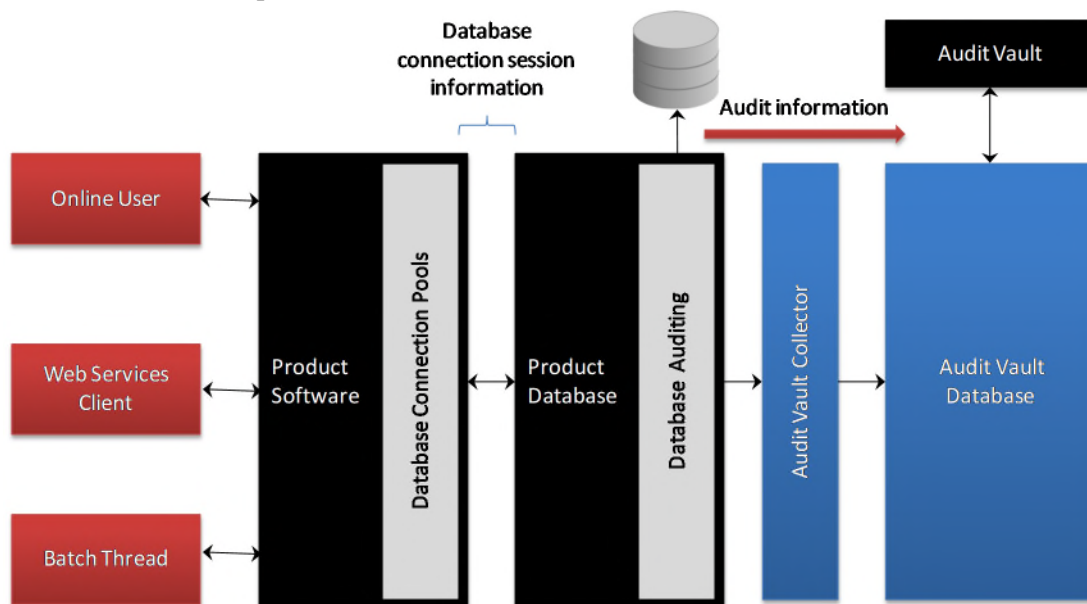 Database
connection session
information
Audit Vault
Audit information
Online User
Web Services
Client
Batch Thread
Product
Software
Database Connection Pools
Product
Database
Database Auditing
Audit Vault Collector
Audit Vault
Database